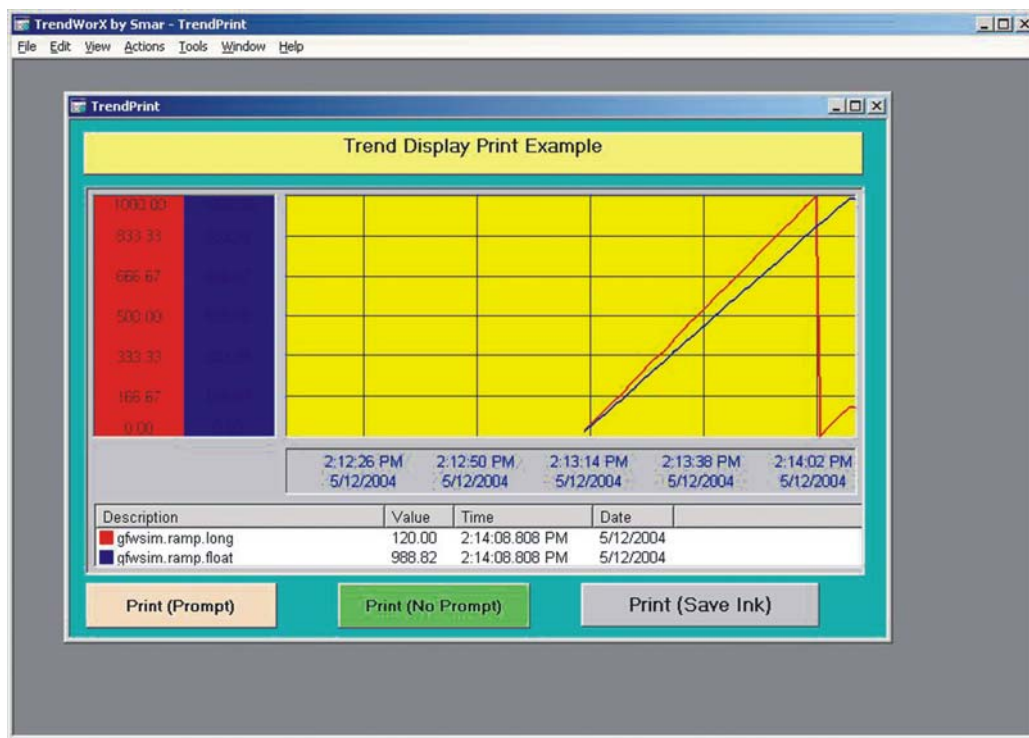 TrendWorX by Smar - TrendPrint
File Edit View Actions Tools Window Help
TrendPrint
Trend Display Print Example
1000.00
833.33
666.67
500.00
333.33
166.67
0.00
2:12:26 PM 2:12:50 PM 2:13:14 PM 2:13:38 PM 2:14:02 PM
5/12/2004 5/12/2004 5/12/2004 5/12/2004 5/12/2004
Description Value Time Date
gfwsim.ramp.long 120.00 2:14:08.808 PM 5/12/2004
gfwsim.ramp.float 988.82 2:14:08.808 PM 5/12/2004
Print (Prompt) Print (No Prompt) Print (Save Ink)